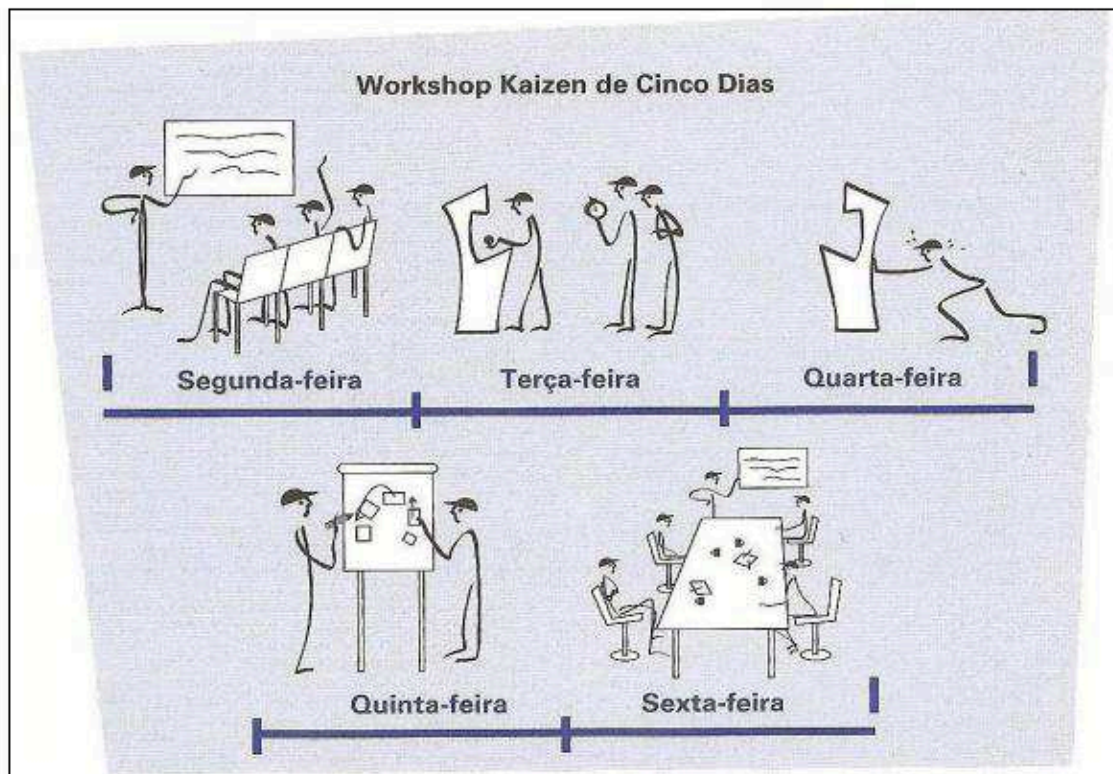 Workshop Kaizen de Cinco Dias
Segunda-feira
Terça-feira
Quarta-feira
Quinta-feira
Sexta-feira